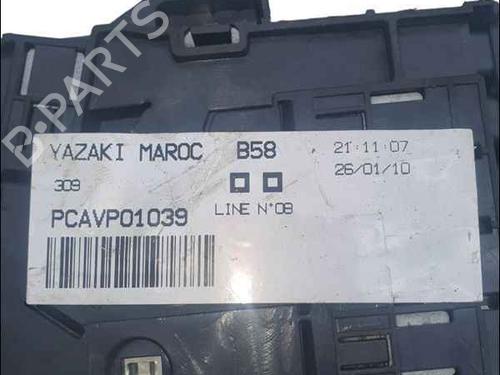 B-PARTS
YAZAKI MAROC B58 21:11:07
26/01/10
309
LINE N°08
PCAVP01039